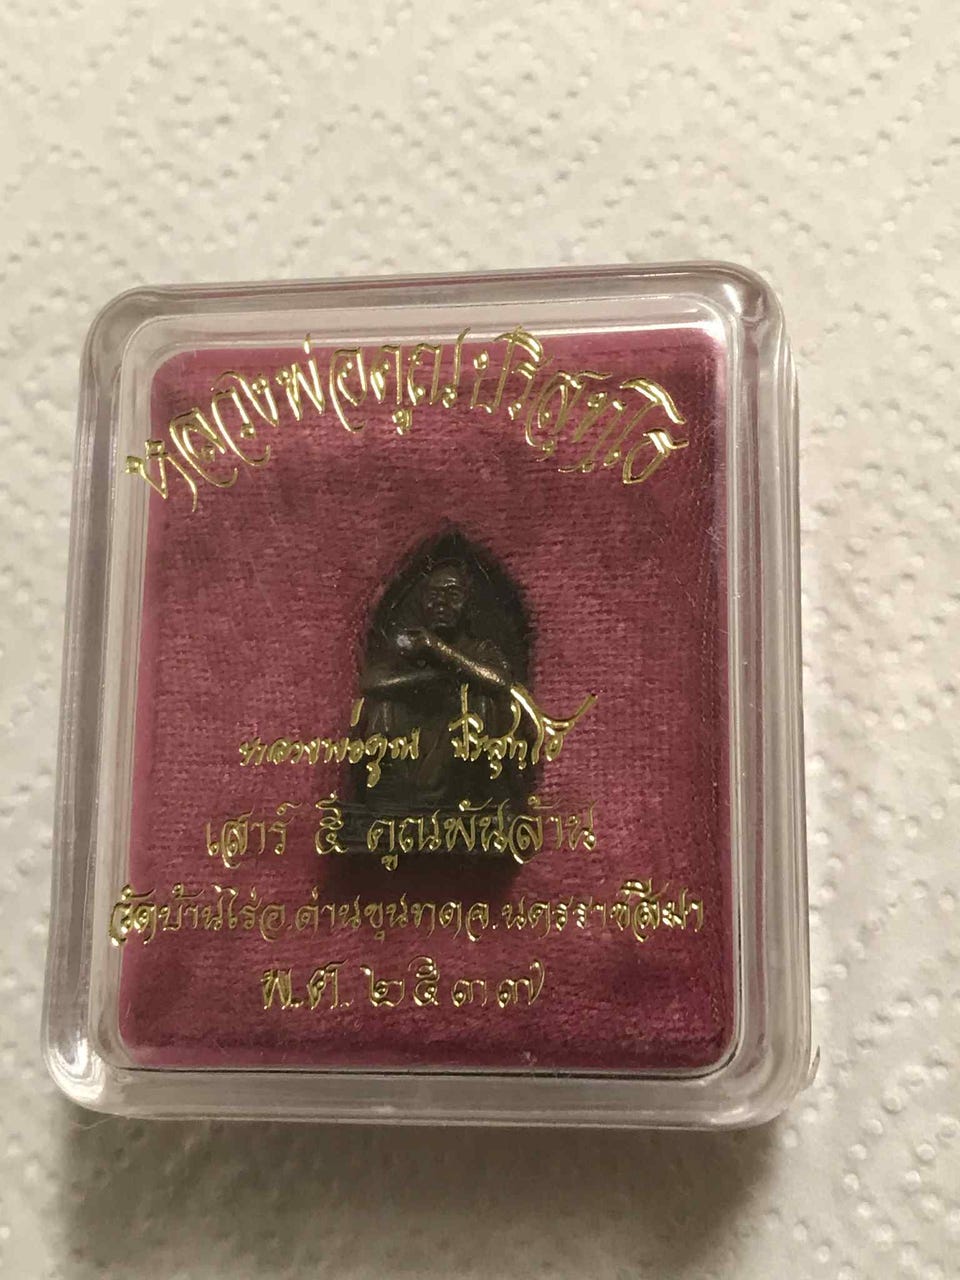 หลวงพ่อคูณ ปริสุทฺโธ
หลวงพ่อคูณ ปริสุทฺโธ
เสาร์ ๕ คูณพันล้าน
วัดบ้านไร่ อ.ด่านขุนทด จ.นครราชสีมา
พ.ศ. ๒๕๓๗